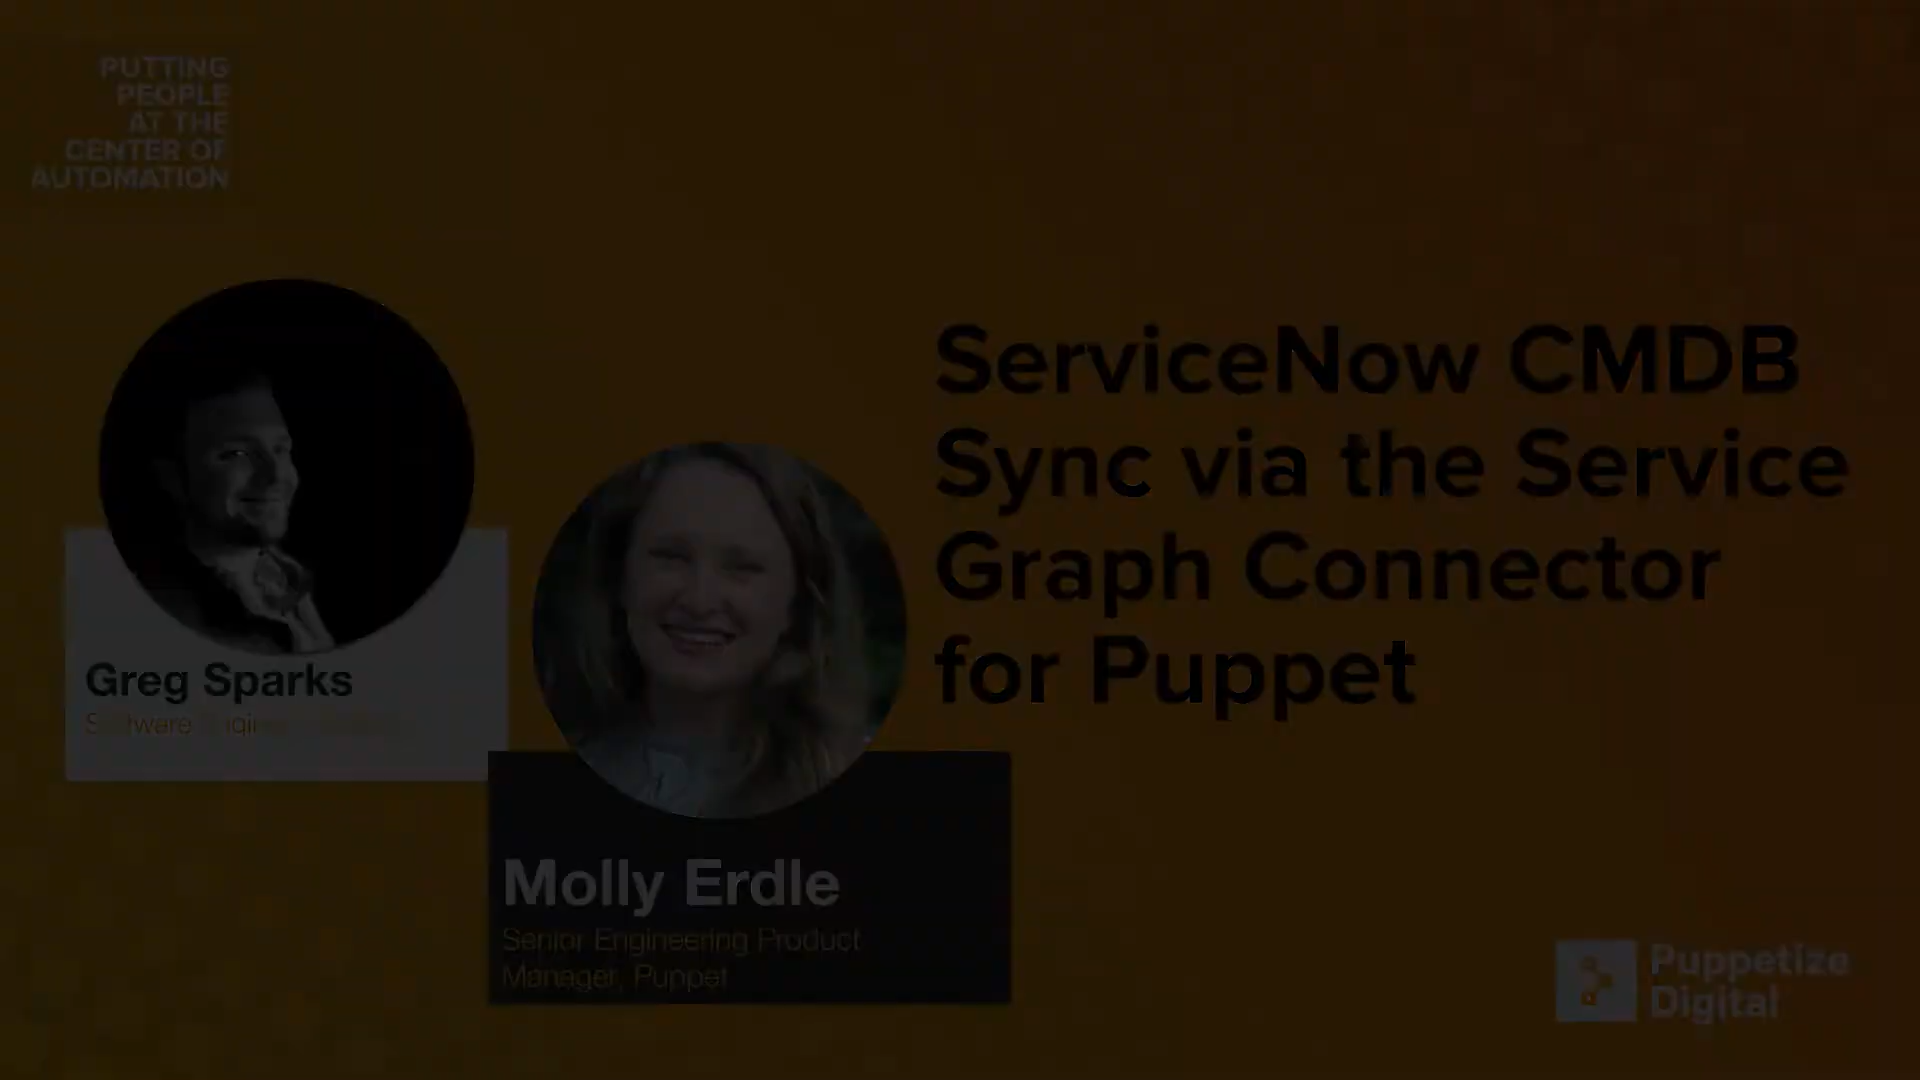 PUTTING
PEOPLE
AT THE
CENTER OF
AUTOMATION
ServiceNow CMDB
Sync via the Service
Graph Connector
for Puppet
Greg Sparks
Software
Molly Erdle
Senior Engineering Product
Manager, Puppet
Puppetize
Digital